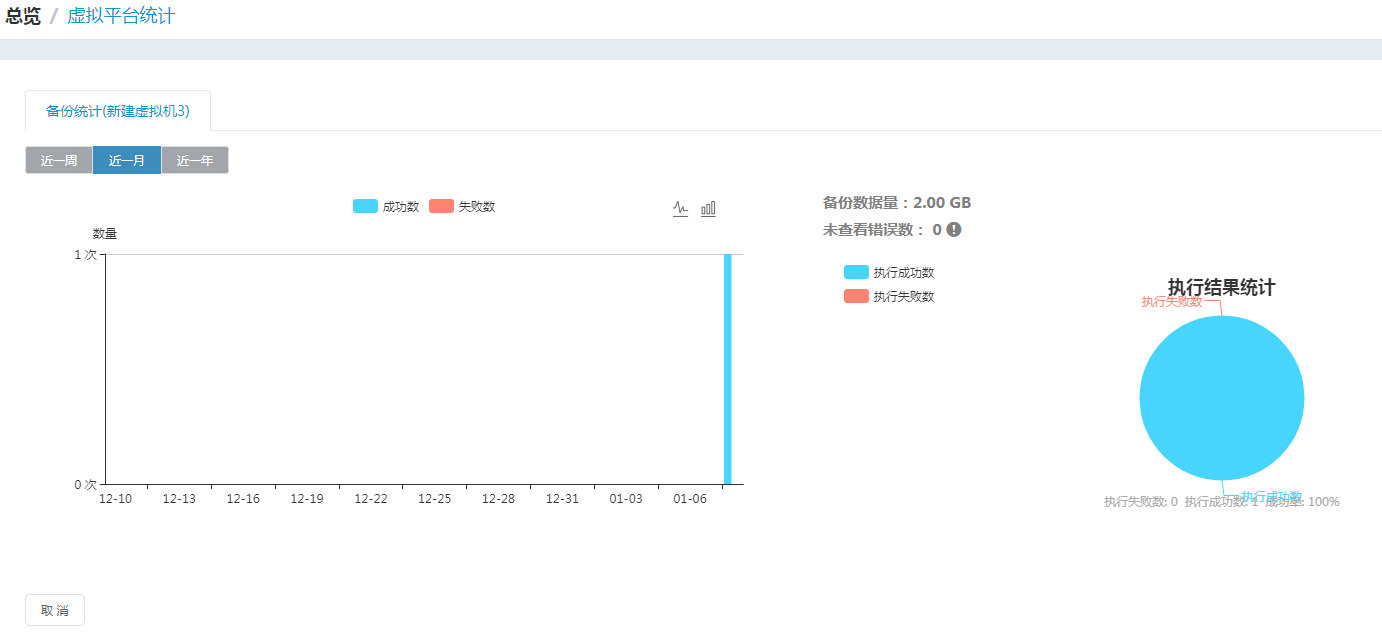 总览 / 虚拟平台统计
备份统计(新建虚拟机3)
近一周 近一月 近一年
成功数 失败数
数量
1 次
0 次
12-10 12-13 12-16 12-19 12-22 12-25 12-28 12-31 01-03 01-06
备份数据量：2.00 GB
未查看错误数： 0
执行成功数
执行失败数
执行结果统计
执行失败数
执行成功数
执行失败数: 0 执行成功数: 1 成功率: 100%
取 消